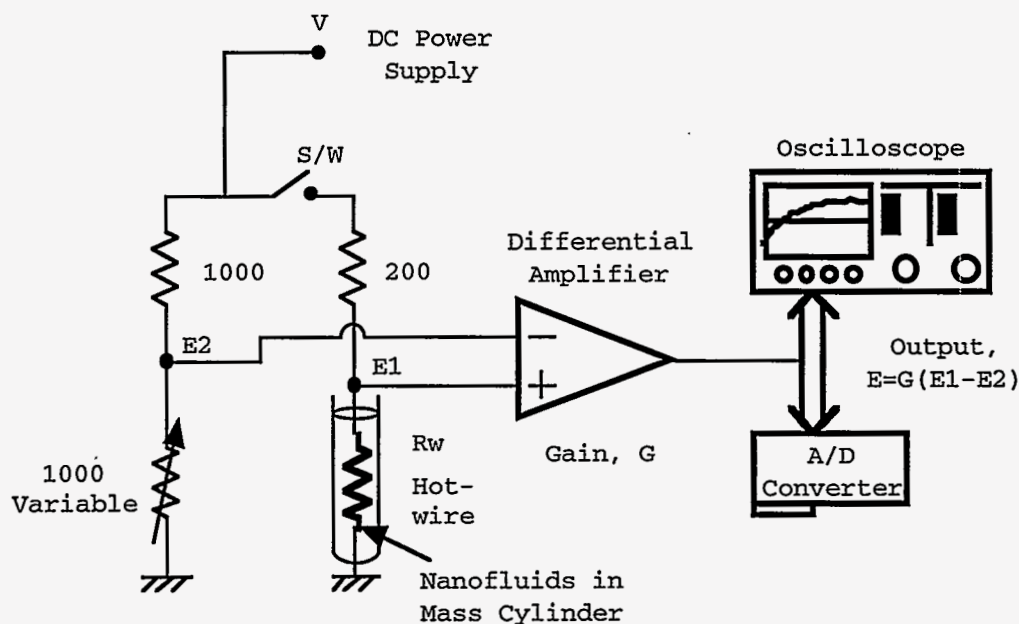 V
DC Power
Supply
S/W
Oscilloscope
1000
200
Differential
Amplifier
E2
E1
Output,
E=G(E1-E2)
−
+
Rw
Hot-
wire
Gain, G
1000
Variable
A/D
Converter
Nanofluids in
Mass Cylinder